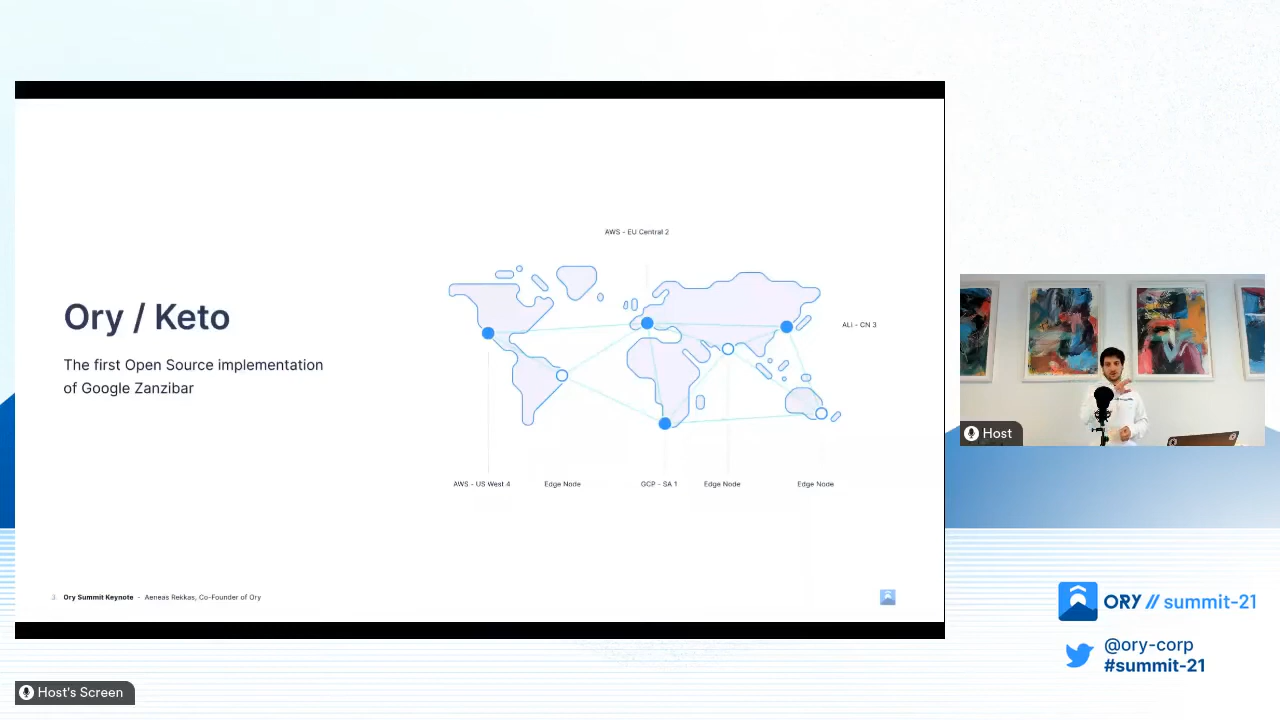 AWS - EU Central 2
Ory / Keto
The first Open Source implementation
of Google Zanzibar
ALI - CN 3
AWS - US West 4
Edge Node
GCP - SA 1
Edge Node
Edge Node
3 Ory Summit Keynote - Aeneas Rekkas, Co-Founder of Ory
Host
ORY // summit-21
@ory-corp
#summit-21
Host's Screen